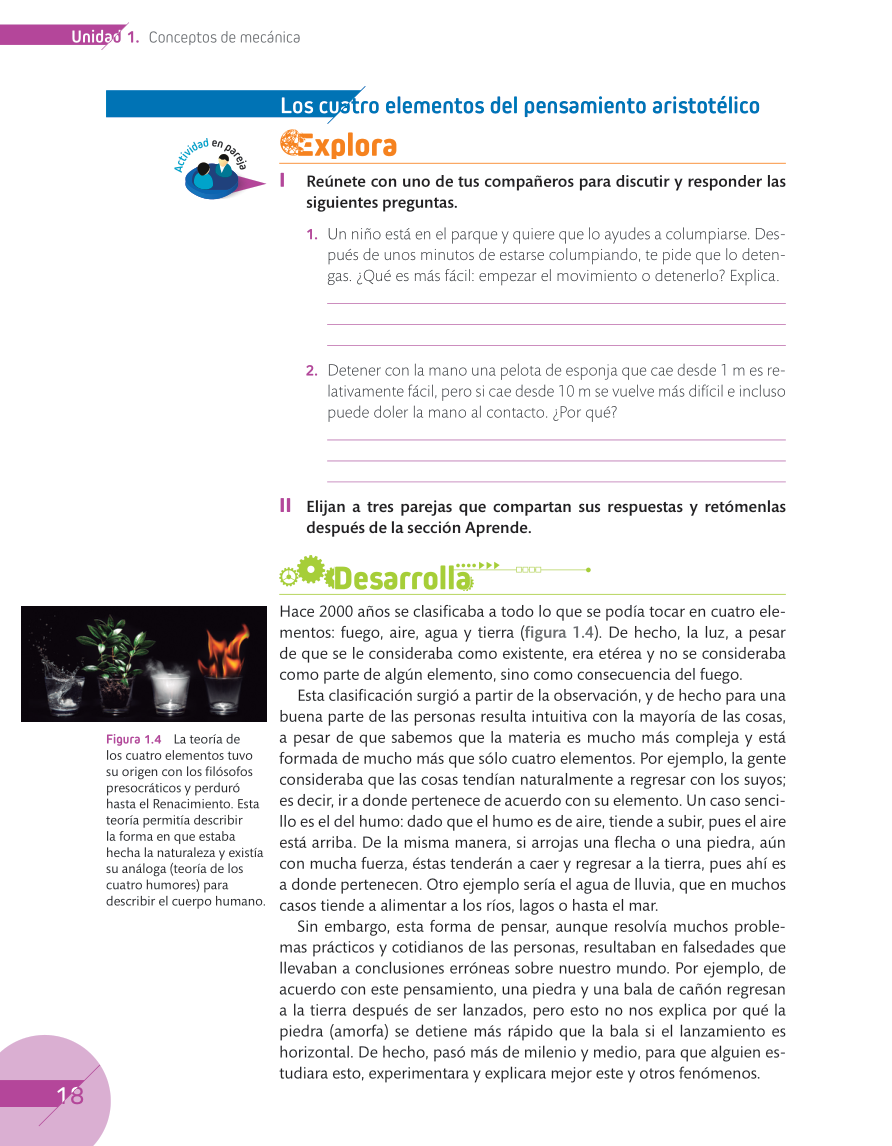 Unidad 1. Conceptos de mecánica
Los cuatro elementos del pensamiento aristotélico
Actividad en pareja
Explora
I Reúnete con uno de tus compañeros para discutir y responder las
siguientes preguntas.
1. Un niño está en el parque y quiere que lo ayudes a columpiarse. Des-
pués de unos minutos de estarse columpiando, te pide que lo deten-
gas. ¿Qué es más fácil: empezar el movimiento o detenerlo? Explica.
2. Detener con la mano una pelota de esponja que cae desde 1 m es re-
lativamente fácil, pero si cae desde 10 m se vuelve más difícil e incluso
puede doler la mano al contacto. ¿Por qué?
II Elijan a tres parejas que compartan sus respuestas y retómenlas
después de la sección Aprende.
Desarrolla
Hace 2000 años se clasificaba a todo lo que se podía tocar en cuatro ele-
mentos: fuego, aire, agua y tierra (figura 1.4). De hecho, la luz, a pesar
de que se le consideraba como existente, era etérea y no se consideraba
como parte de algún elemento, sino como consecuencia del fuego.
Esta clasificación surgió a partir de la observación, y de hecho para una
buena parte de las personas resulta intuitiva con la mayoría de las cosas,
a pesar de que sabemos que la materia es mucho más compleja y está
formada de mucho más que sólo cuatro elementos. Por ejemplo, la gente
consideraba que las cosas tendían naturalmente a regresar con los suyos;
es decir, ir a donde pertenece de acuerdo con su elemento. Un caso senci-
llo es el del humo: dado que el humo es de aire, tiende a subir, pues el aire
está arriba. De la misma manera, si arrojas una flecha o una piedra, aún
con mucha fuerza, éstas tenderán a caer y regresar a la tierra, pues ahí es
a donde pertenecen. Otro ejemplo sería el agua de lluvia, que en muchos
casos tiende a alimentar a los ríos, lagos o hasta el mar.
Sin embargo, esta forma de pensar, aunque resolvía muchos proble-
mas prácticos y cotidianos de las personas, resultaban en falsedades que
llevaban a conclusiones erróneas sobre nuestro mundo. Por ejemplo, de
acuerdo con este pensamiento, una piedra y una bala de cañón regresan
a la tierra después de ser lanzados, pero esto no nos explica por qué la
piedra (amorfa) se detiene más rápido que la bala si el lanzamiento es
horizontal. De hecho, pasó más de milenio y medio, para que alguien es-
tudiara esto, experimentara y explicara mejor este y otros fenómenos.
Figura 1.4 La teoría de
los cuatro elementos tuvo
su origen con los filósofos
presocráticos y perduró
hasta el Renacimiento. Esta
teoría permitía describir
la forma en que estaba
hecha la naturaleza y existía
su análoga (teoría de los
cuatro humores) para
describir el cuerpo humano.
18